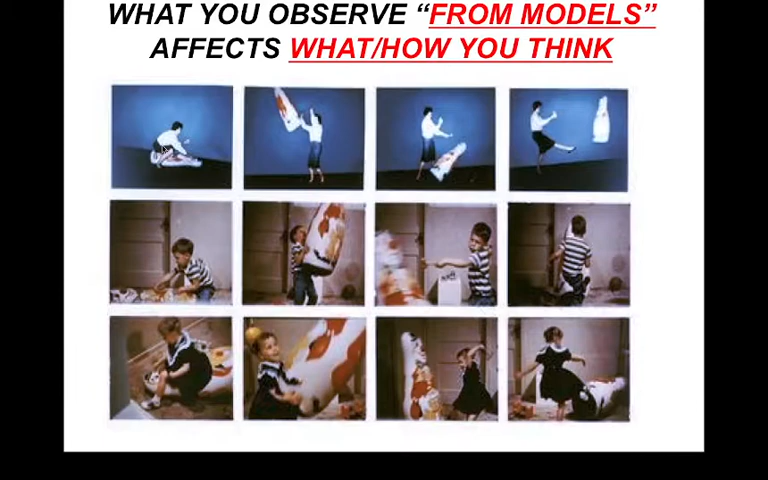 WHAT YOU OBSERVE “FROM MODELS”
AFFECTS WHAT/HOW YOU THINK